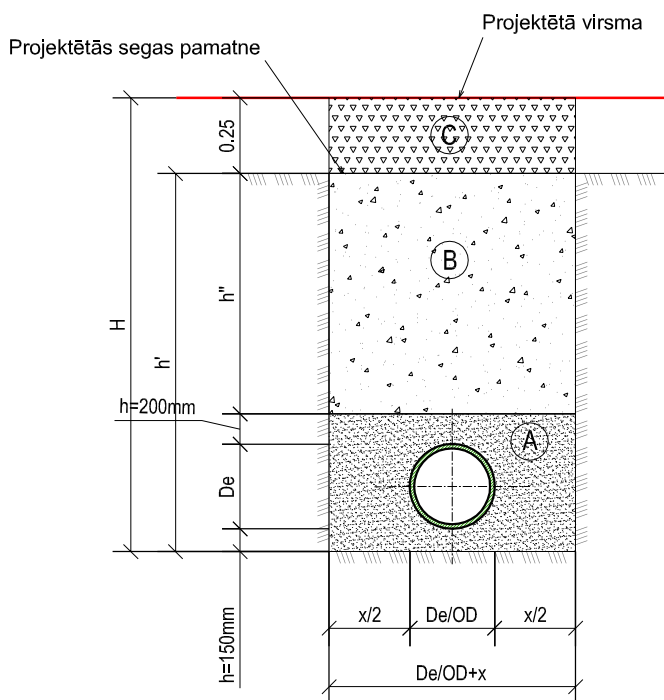 Projektētā virsma
Projektētās segas pamatne
0.25
C
B
H
h'
h"
h=200mm
A
De
x/2
De/OD
x/2
h=150mm
De/OD+x